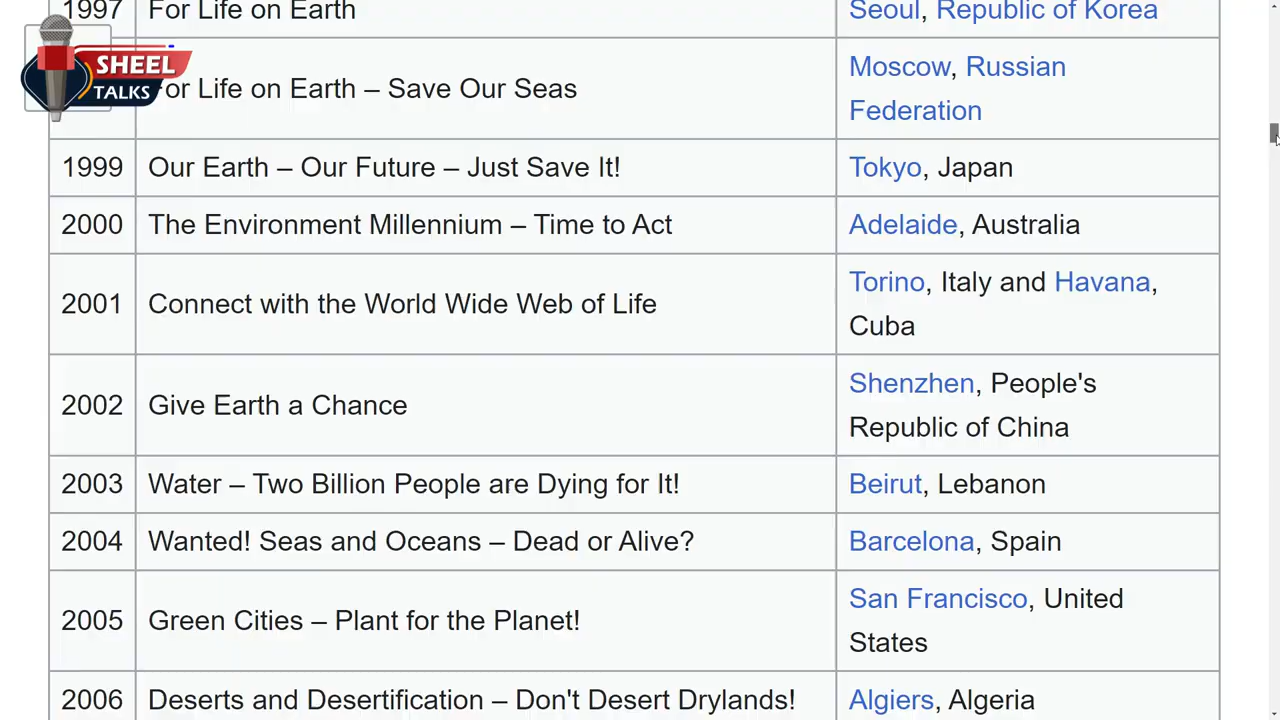 1997 For Life on Earth Seoul, Republic of Korea
SHEEL
TALKS
For Life on Earth – Save Our Seas
Moscow, Russian
Federation
1999 Our Earth – Our Future – Just Save It! Tokyo, Japan
2000 The Environment Millennium – Time to Act Adelaide, Australia
2001 Connect with the World Wide Web of Life
Torino, Italy and Havana,
Cuba
2002 Give Earth a Chance
Shenzhen, People's
Republic of China
2003 Water – Two Billion People are Dying for It! Beirut, Lebanon
2004 Wanted! Seas and Oceans – Dead or Alive? Barcelona, Spain
2005 Green Cities – Plant for the Planet!
San Francisco, United
States
2006 Deserts and Desertification – Don't Desert Drylands! Algiers, Algeria